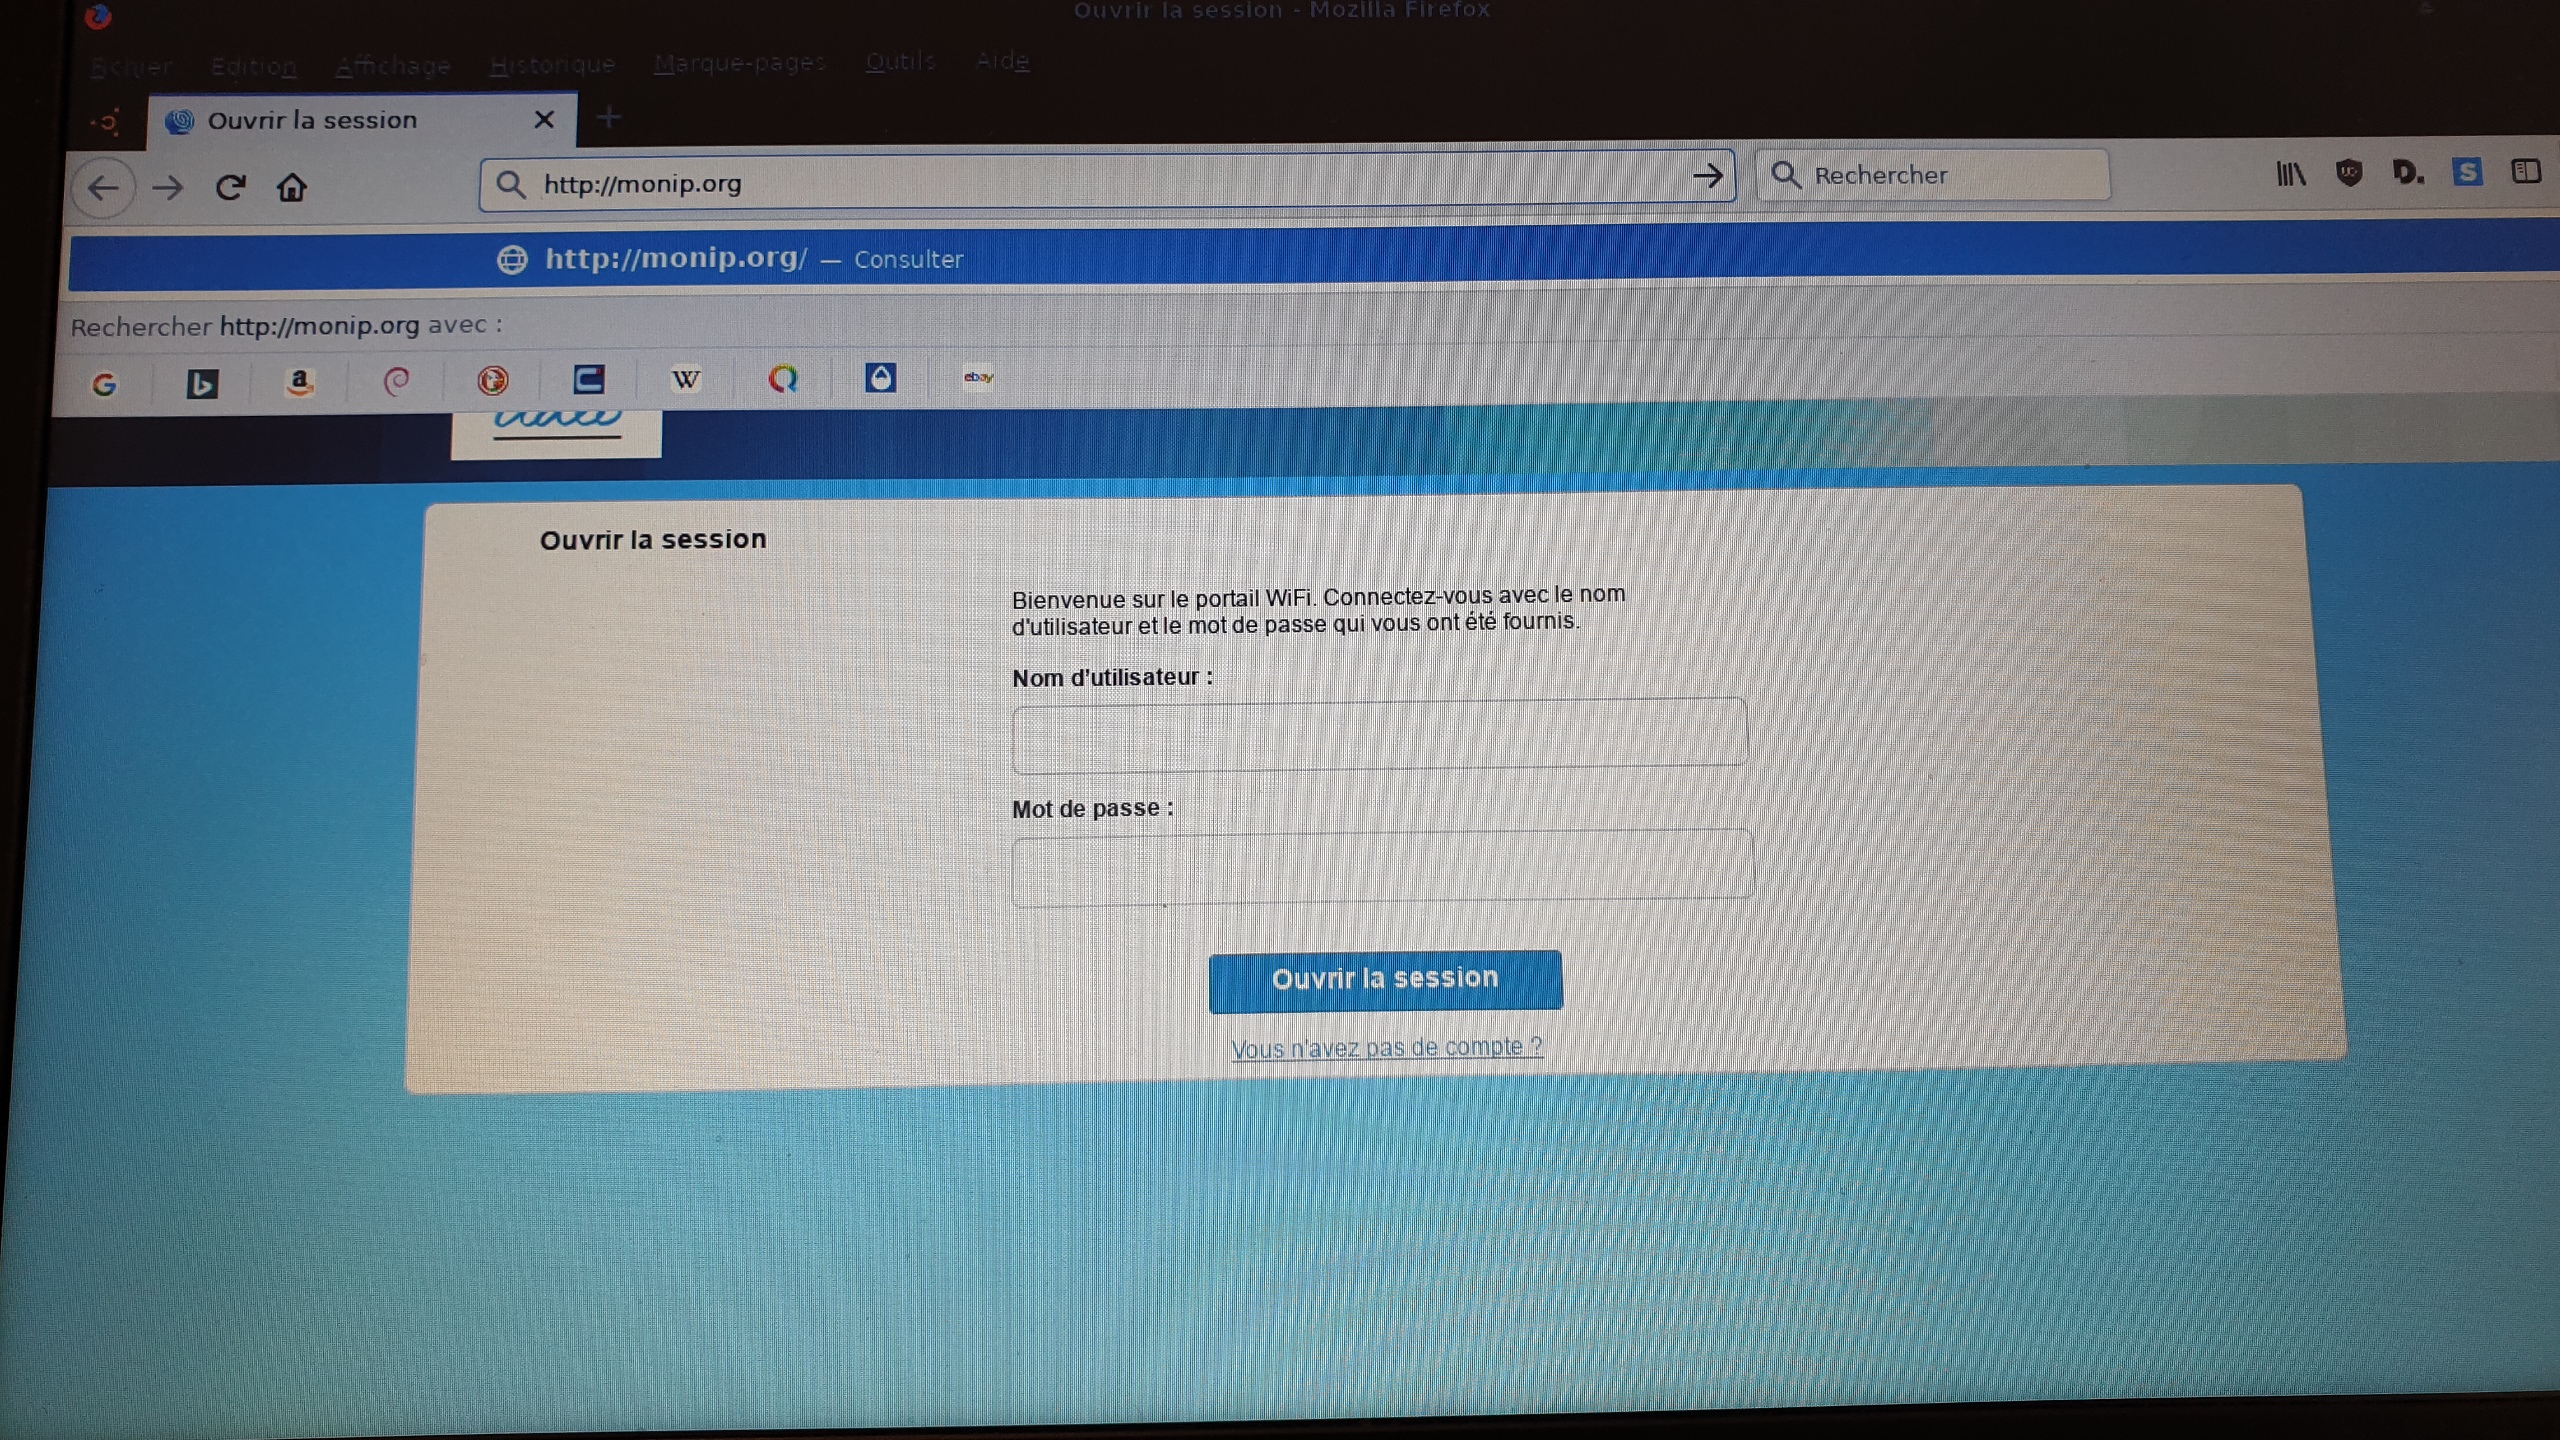 Ouvrir la session - Mozilla Firefox
Fichier Edition Affichage Historique Marque-pages Outils Aide
Ouvrir la session
http://monip.org
Rechercher
http://monip.org/ — Consulter
Rechercher http://monip.org avec :
G b a W ebay
Ouvrir la session
Bienvenue sur le portail WiFi. Connectez-vous avec le nom
d'utilisateur et le mot de passe qui vous ont été fournis.
Nom d'utilisateur :
Mot de passe :
Ouvrir la session
Vous n'avez pas de compte ?